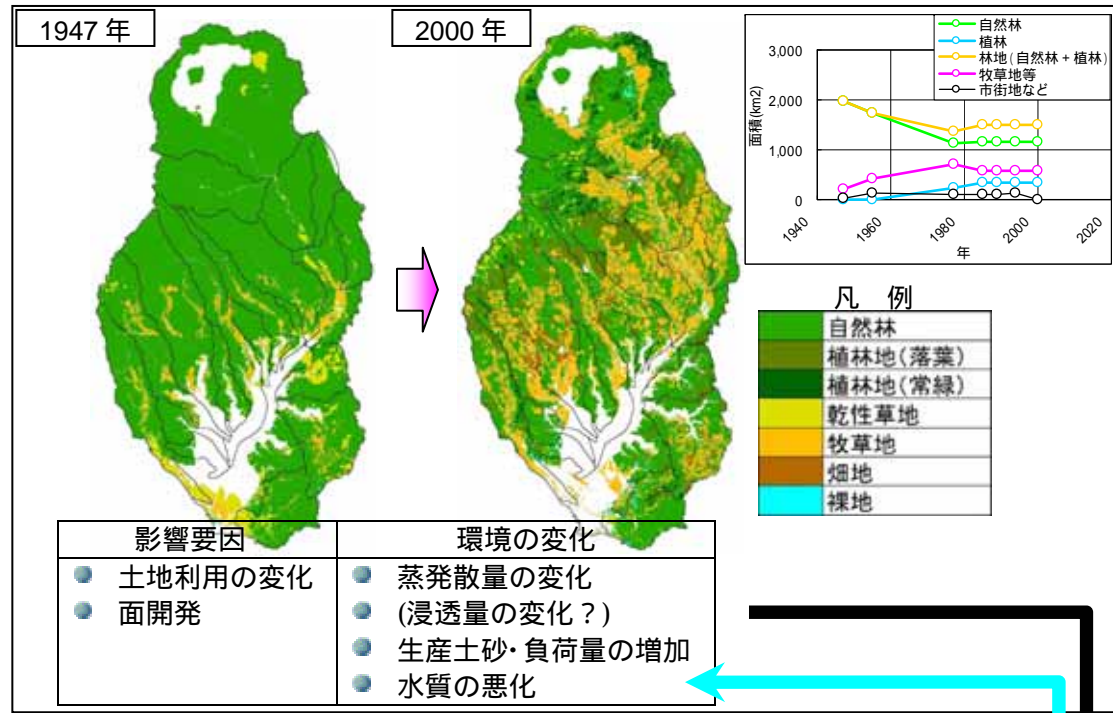 1947 年
2000 年
自然林
植林
林地(自然林+植林)
牧草地等
市街地など
面積(km2)
3,000
2,000
1,000
0
1940
1960
1980
2000
2020
年
凡 例
自然林
植林地(落葉)
植林地(常緑)
乾性草地
牧草地
畑地
裸地
影響要因
土地利用の変化
面開発
環境の変化
蒸発散量の変化
(浸透量の変化?)
生産土砂・負荷量の増加
水質の悪化